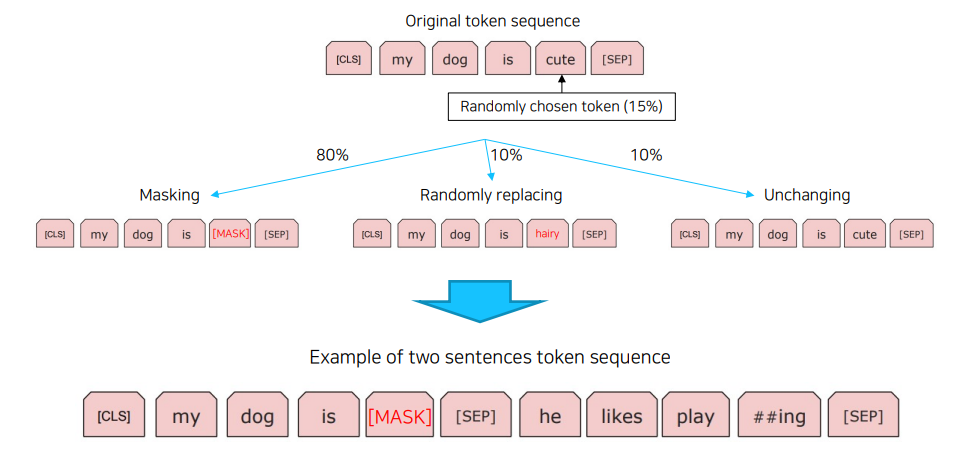 Original token sequence
[CLS] my dog is cute [SEP]
Randomly chosen token (15%)
80% 10% 10%
Masking Randomly replacing Unchanging
[CLS] my dog is [MASK] [SEP] [CLS] my dog is hairy [SEP] [CLS] my dog is cute [SEP]
Example of two sentences token sequence
[CLS] my dog is [MASK] [SEP] he likes play ##ing [SEP]